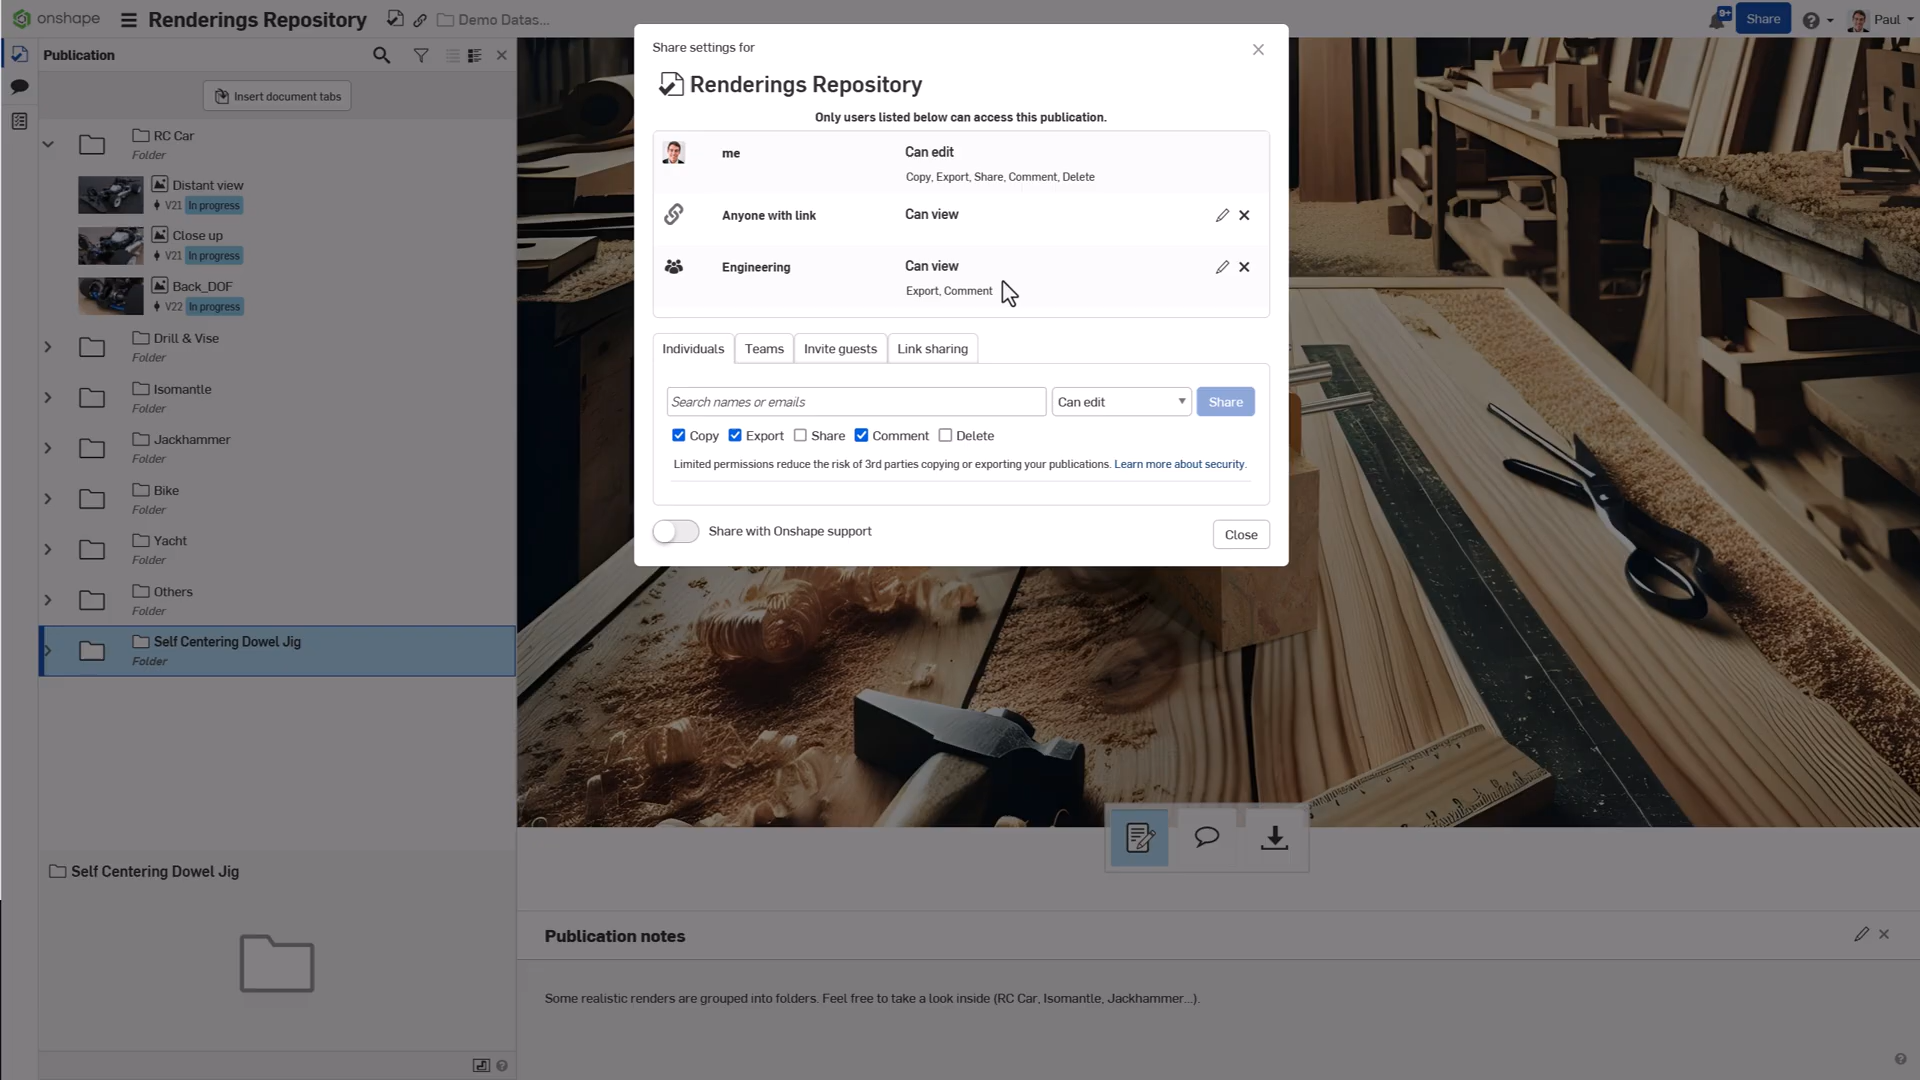 onshape
Renderings Repository
Demo Datas...
9+
Share
Paul
Publication
Insert document tabs
RC Car
Folder
Distant view
V21 In progress
Close up
V21 In progress
Back_DOF
V22 In progress
Drill & Vise
Folder
Isomantle
Folder
Jackhammer
Folder
Bike
Folder
Yacht
Folder
Others
Folder
Self Centering Dowel Jig
Folder
Self Centering Dowel Jig
Share settings for
Renderings Repository
Only users listed below can access this publication.
me
Can edit
Copy, Export, Share, Comment, Delete
Anyone with link
Can view
Engineering
Can view
Export, Comment
Individuals
Teams
Invite guests
Link sharing
Search names or emails
Can edit
Share
Copy
Export
Share
Comment
Delete
Limited permissions reduce the risk of 3rd parties copying or exporting your publications. Learn more about security.
Share with Onshape support
Close
Publication notes
Some realistic renders are grouped into folders. Feel free to take a look inside (RC Car, Isomantle, Jackhammer...).